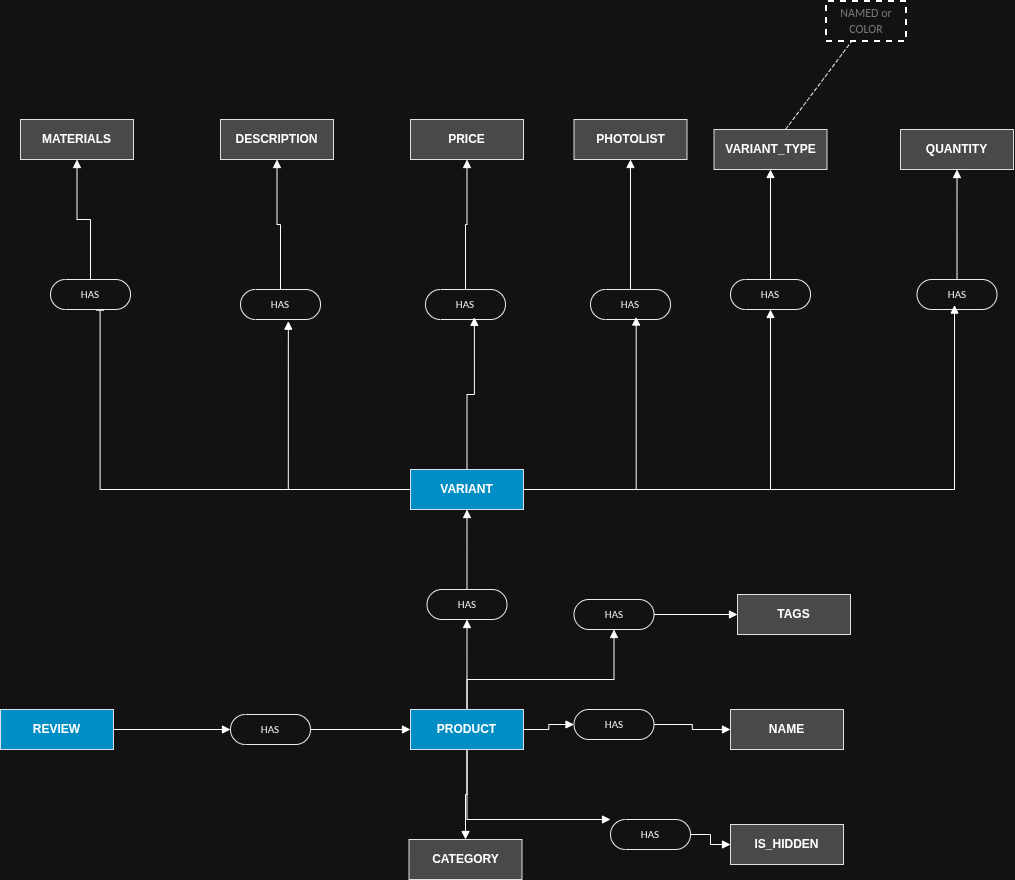 NAMED or
COLOR
MATERIALS
DESCRIPTION
PRICE
PHOTOLIST
VARIANT_TYPE
QUANTITY
HAS
HAS
HAS
HAS
HAS
HAS
VARIANT
HAS
HAS
TAGS
REVIEW
HAS
PRODUCT
HAS
NAME
HAS
IS_HIDDEN
CATEGORY